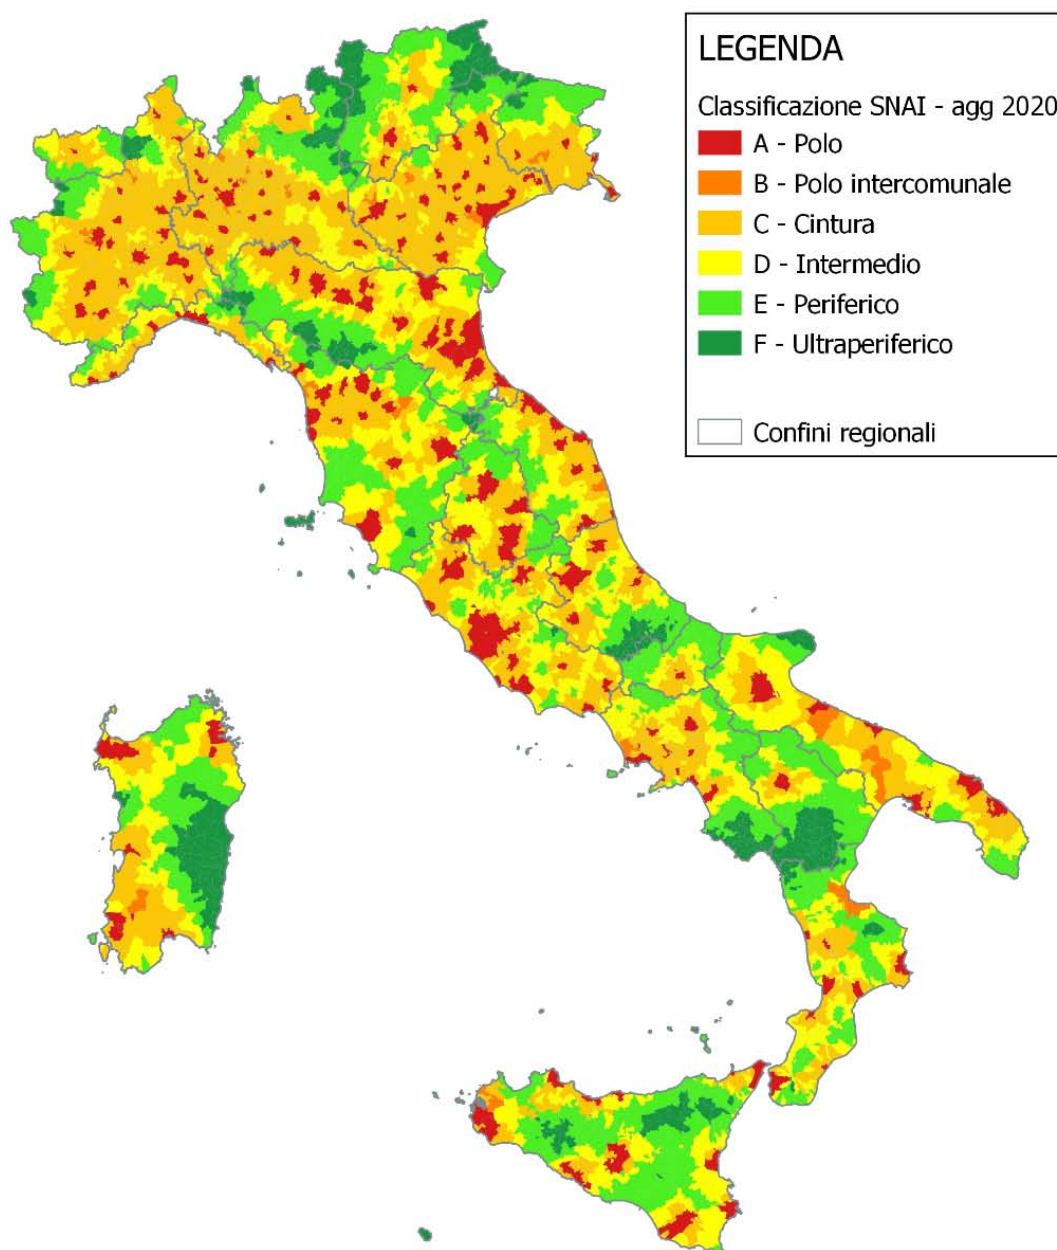 LEGENDA
Classificazione SNAI - agg 2020
A - Polo
B - Polo intercomunale
C - Cintura
D - Intermedio
E - Periferico
F - Ultraperiferico
Confini regionali